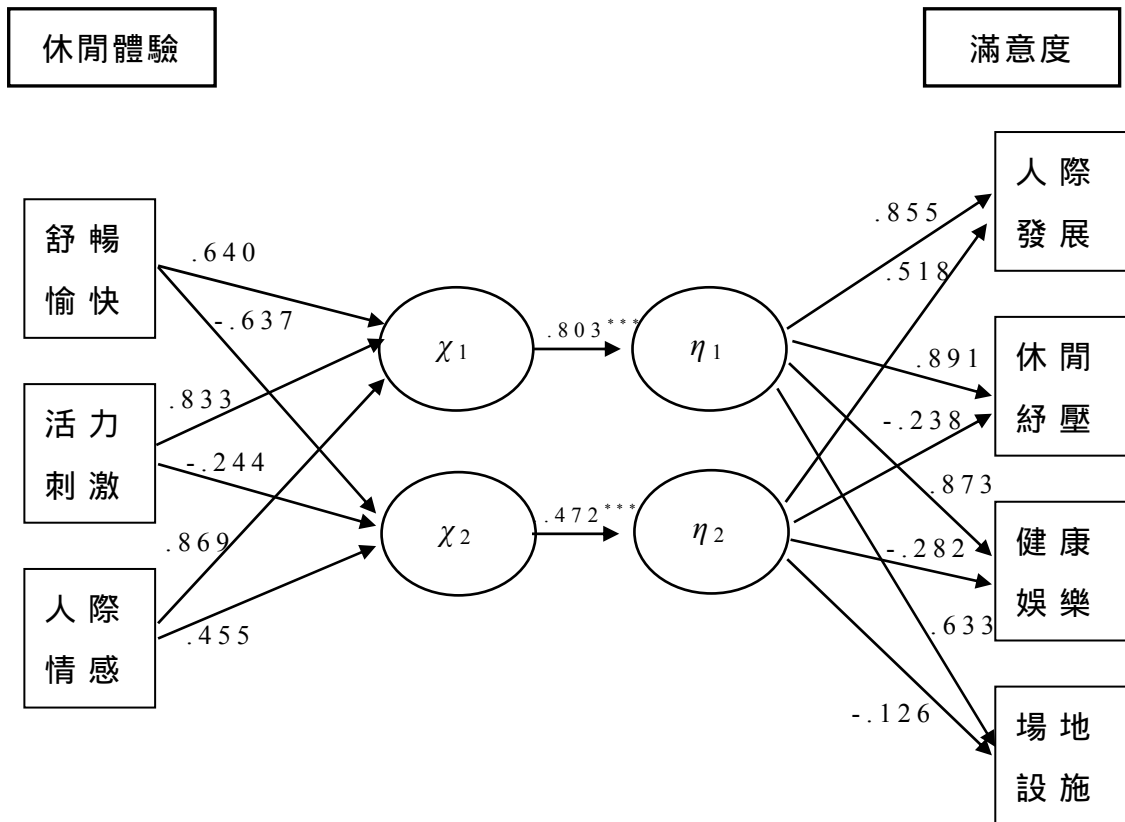 休閒體驗
滿意度
舒暢
愉快
活力
刺激
人際
情感
.640
-.637
.833
-.244
.869
.455
χ1
χ2
.803***
.472***
η1
η2
.855
.518
.891
-.238
.873
-.282
.633
-.126
人際
發展
休閒
紓壓
健康
娛樂
場地
設施